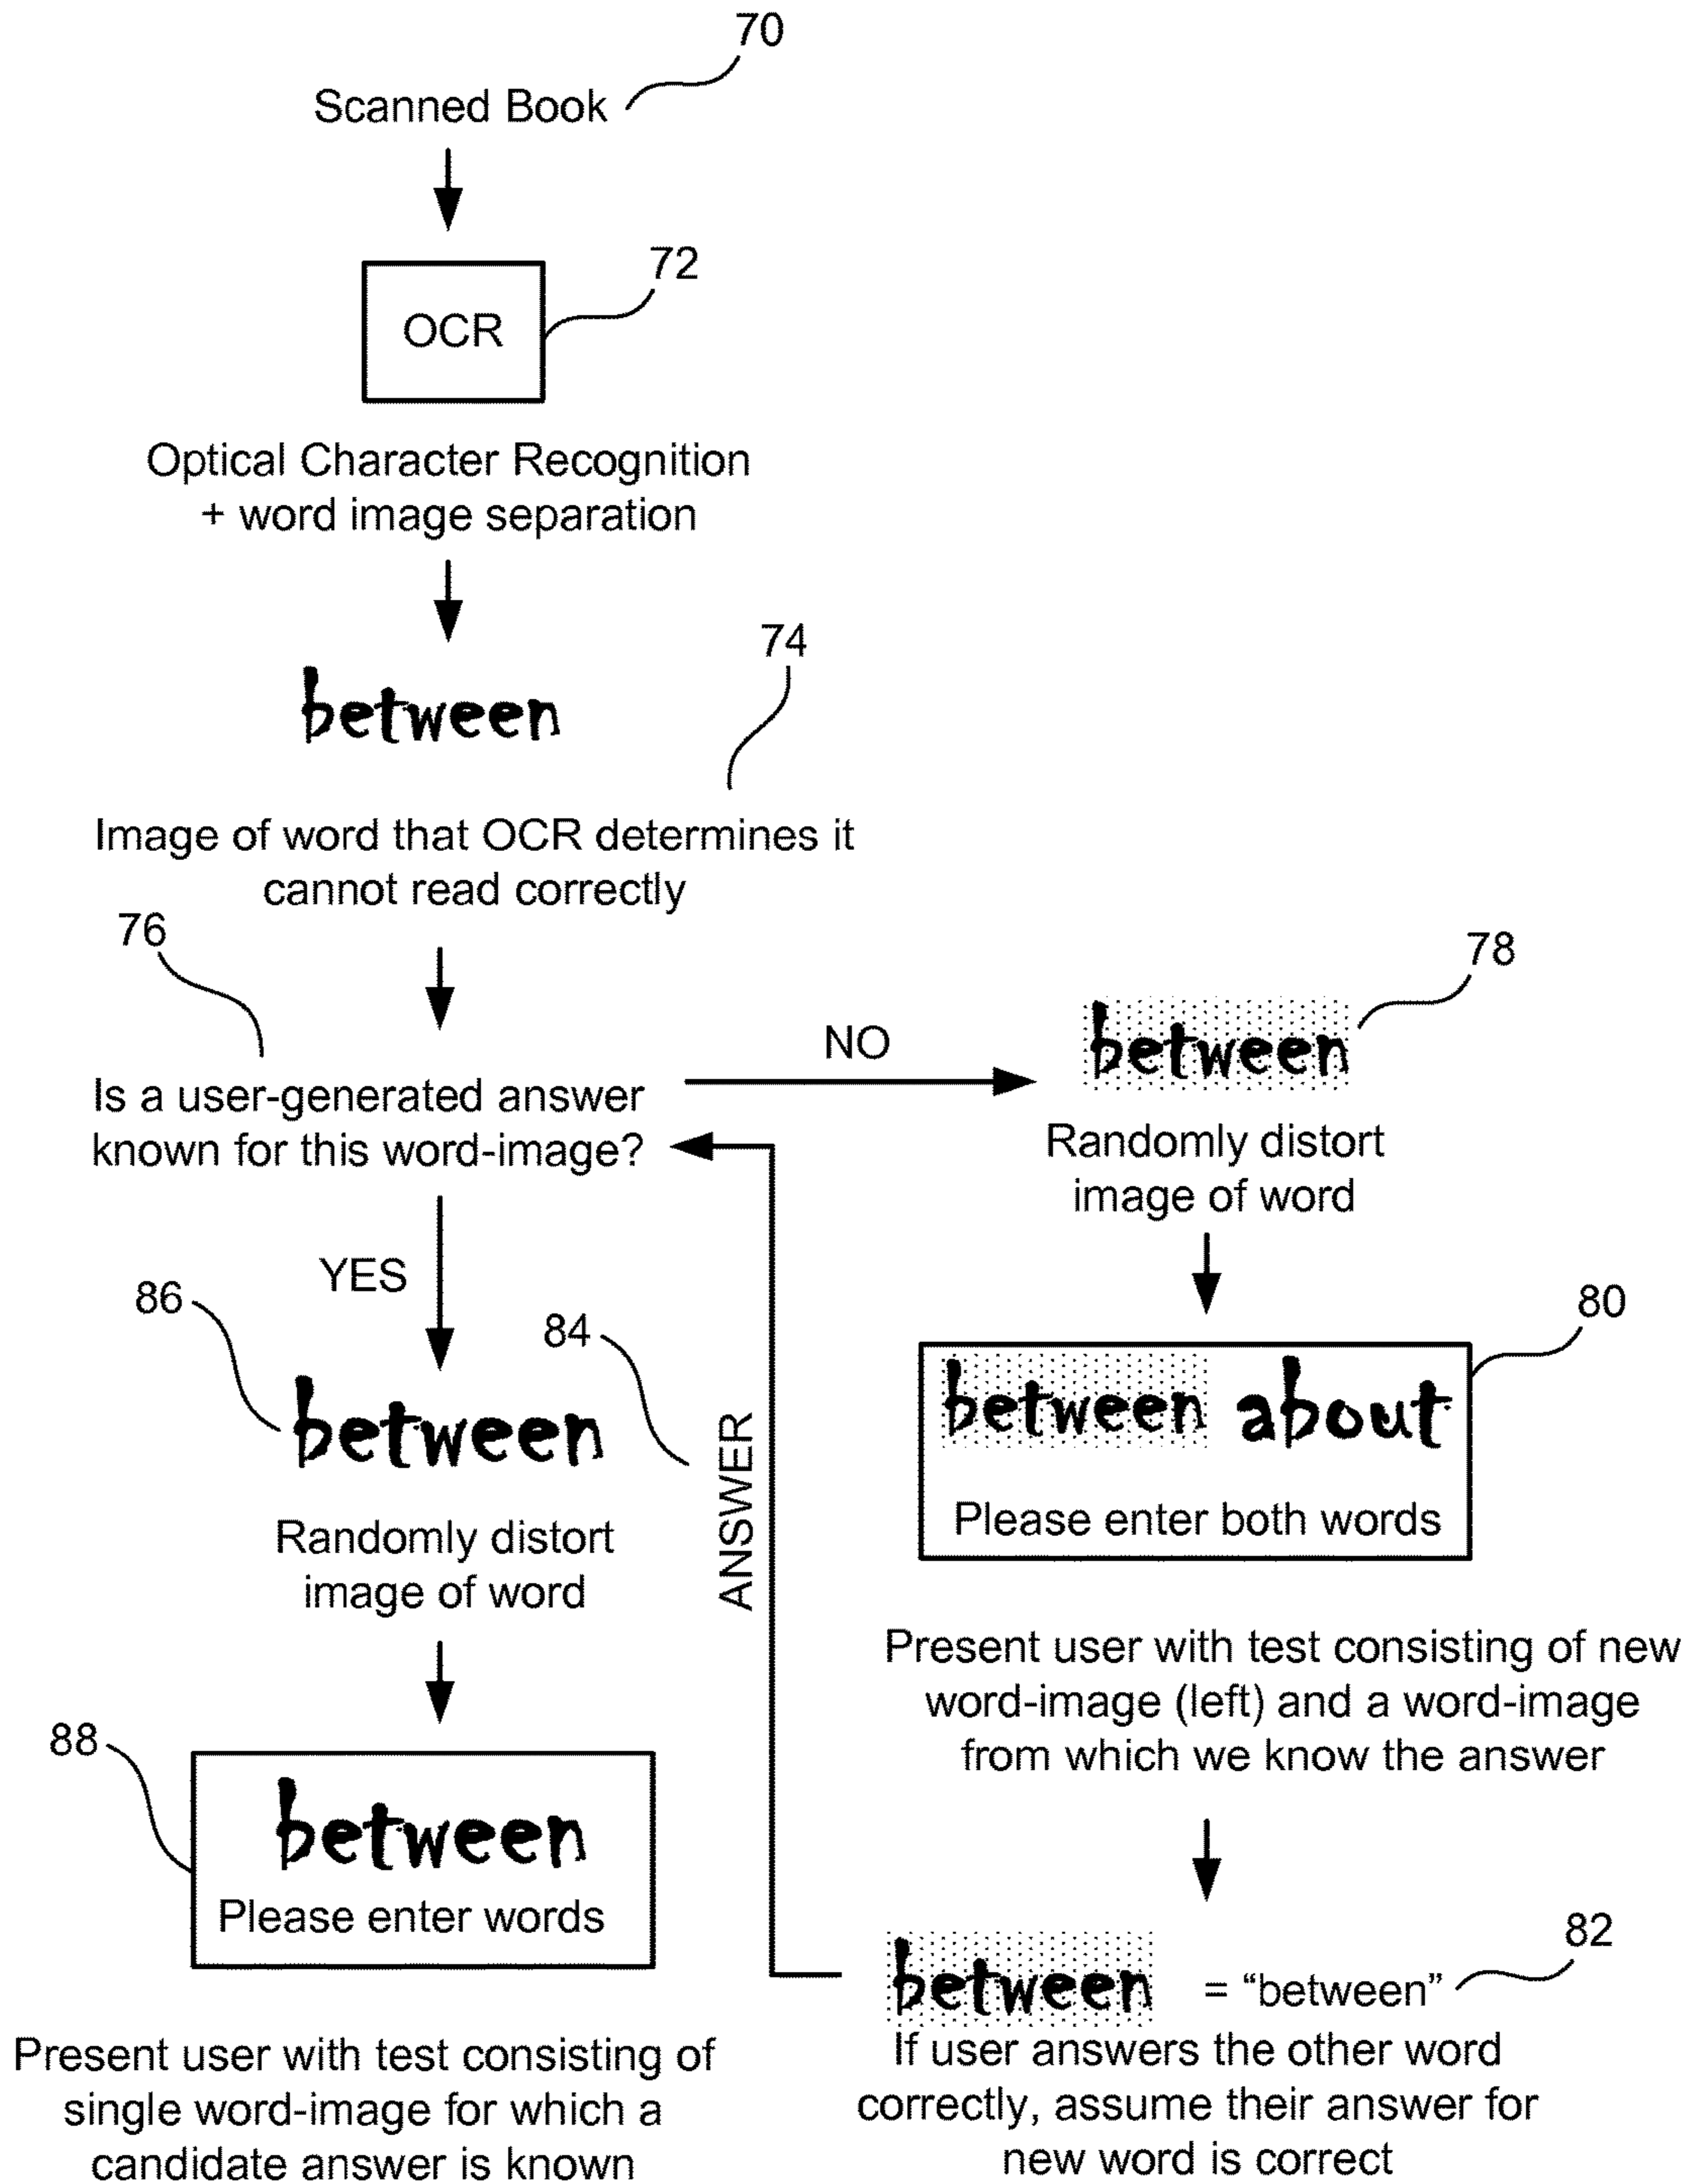 70
Scanned Book
72
OCR
Optical Character Recognition
+ word image separation
74
between
Image of word that OCR determines it
cannot read correctly
76
Is a user-generated answer
known for this word-image?
NO
78
between
Randomly distort
image of word
YES
80
between about
Please enter both words
Present user with test consisting of new
word-image (left) and a word-image
from which we know the answer
82
between = “between”
If user answers the other word
correctly, assume their answer for
new word is correct
84
ANSWER
86
between
Randomly distort
image of word
88
between
Please enter words
Present user with test consisting of
single word-image for which a
candidate answer is known